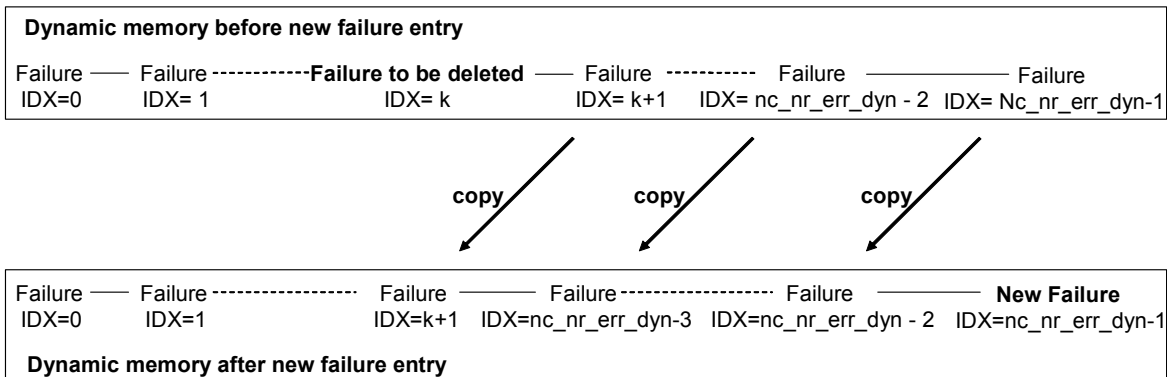 Dynamic memory before new failure entry
Failure Failure Failure to be deleted Failure Failure Failure
IDX=0 IDX= 1 IDX= k IDX= k+1 IDX= nc_nr_err_dyn - 2 IDX= Nc_nr_err_dyn-1
copy copy copy
Failure Failure Failure Failure Failure New Failure
IDX=0 IDX=1 IDX=k+1 IDX=nc_nr_err_dyn-3 IDX=nc_nr_err_dyn - 2 IDX=nc_nr_err_dyn-1
Dynamic memory after new failure entry